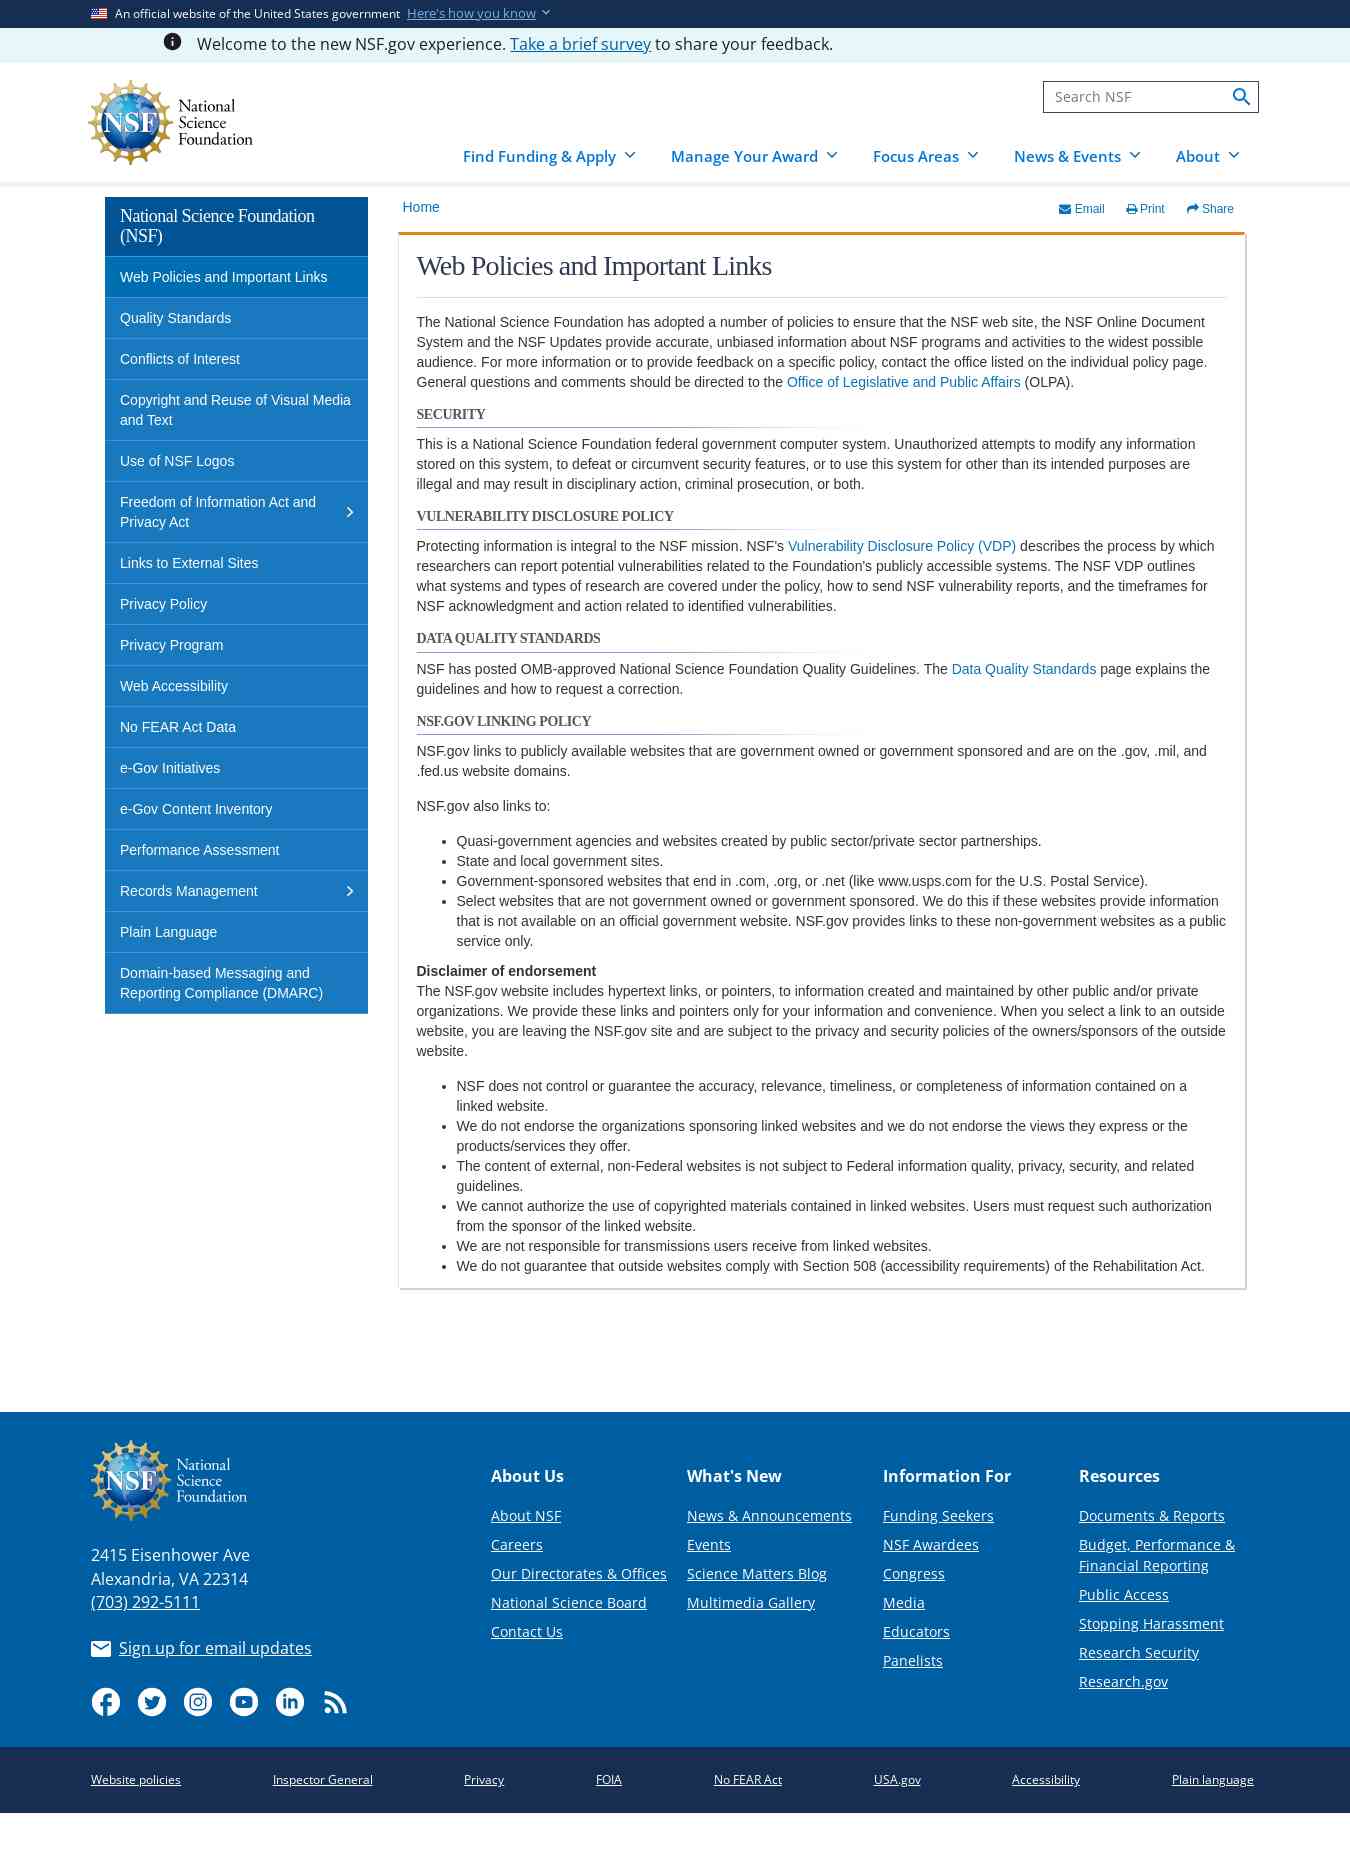 An official website of the United States government Here's how you know
Welcome to the new NSF.gov experience. Take a brief survey to share your feedback.
NSF
National
Science
Foundation
Search NSF
Find Funding & Apply
Manage Your Award
Focus Areas
News & Events
About
National Science Foundation
(NSF)
Web Policies and Important Links
Quality Standards
Conflicts of Interest
Copyright and Reuse of Visual Media
and Text
Use of NSF Logos
Freedom of Information Act and
Privacy Act
Links to External Sites
Privacy Policy
Privacy Program
Web Accessibility
No FEAR Act Data
e-Gov Initiatives
e-Gov Content Inventory
Performance Assessment
Records Management
Plain Language
Domain-based Messaging and
Reporting Compliance (DMARC)
Home
Email
Print
Share
Web Policies and Important Links
The National Science Foundation has adopted a number of policies to ensure that the NSF web site, the NSF Online Document
System and the NSF Updates provide accurate, unbiased information about NSF programs and activities to the widest possible
audience. For more information or to provide feedback on a specific policy, contact the office listed on the individual policy page.
General questions and comments should be directed to the Office of Legislative and Public Affairs (OLPA).
SECURITY
This is a National Science Foundation federal government computer system. Unauthorized attempts to modify any information
stored on this system, to defeat or circumvent security features, or to use this system for other than its intended purposes are
illegal and may result in disciplinary action, criminal prosecution, or both.
VULNERABILITY DISCLOSURE POLICY
Protecting information is integral to the NSF mission. NSF's Vulnerability Disclosure Policy (VDP) describes the process by which
researchers can report potential vulnerabilities related to the Foundation's publicly accessible systems. The NSF VDP outlines
what systems and types of research are covered under the policy, how to send NSF vulnerability reports, and the timeframes for
NSF acknowledgment and action related to identified vulnerabilities.
DATA QUALITY STANDARDS
NSF has posted OMB-approved National Science Foundation Quality Guidelines. The Data Quality Standards page explains the
guidelines and how to request a correction.
NSF.GOV LINKING POLICY
NSF.gov links to publicly available websites that are government owned or government sponsored and are on the .gov, .mil, and
.fed.us website domains.
NSF.gov also links to:
• Quasi-government agencies and websites created by public sector/private sector partnerships.
• State and local government sites.
• Government-sponsored websites that end in .com, .org, or .net (like www.usps.com for the U.S. Postal Service).
• Select websites that are not government owned or government sponsored. We do this if these websites provide information
that is not available on an official government website. NSF.gov provides links to these non-government websites as a public
service only.
Disclaimer of endorsement
The NSF.gov website includes hypertext links, or pointers, to information created and maintained by other public and/or private
organizations. We provide these links and pointers only for your information and convenience. When you select a link to an outside
website, you are leaving the NSF.gov site and are subject to the privacy and security policies of the owners/sponsors of the outside
website.
• NSF does not control or guarantee the accuracy, relevance, timeliness, or completeness of information contained on a
linked website.
• We do not endorse the organizations sponsoring linked websites and we do not endorse the views they express or the
products/services they offer.
• The content of external, non-Federal websites is not subject to Federal information quality, privacy, security, and related
guidelines.
• We cannot authorize the use of copyrighted materials contained in linked websites. Users must request such authorization
from the sponsor of the linked website.
• We are not responsible for transmissions users receive from linked websites.
• We do not guarantee that outside websites comply with Section 508 (accessibility requirements) of the Rehabilitation Act.
NSF
National
Science
Foundation
2415 Eisenhower Ave
Alexandria, VA 22314
(703) 292-5111
Sign up for email updates
About Us
About NSF
Careers
Our Directorates & Offices
National Science Board
Contact Us
What's New
News & Announcements
Events
Science Matters Blog
Multimedia Gallery
Information For
Funding Seekers
NSF Awardees
Congress
Media
Educators
Panelists
Resources
Documents & Reports
Budget, Performance &
Financial Reporting
Public Access
Stopping Harassment
Research Security
Research.gov
Website policies
Inspector General
Privacy
FOIA
No FEAR Act
USA.gov
Accessibility
Plain language